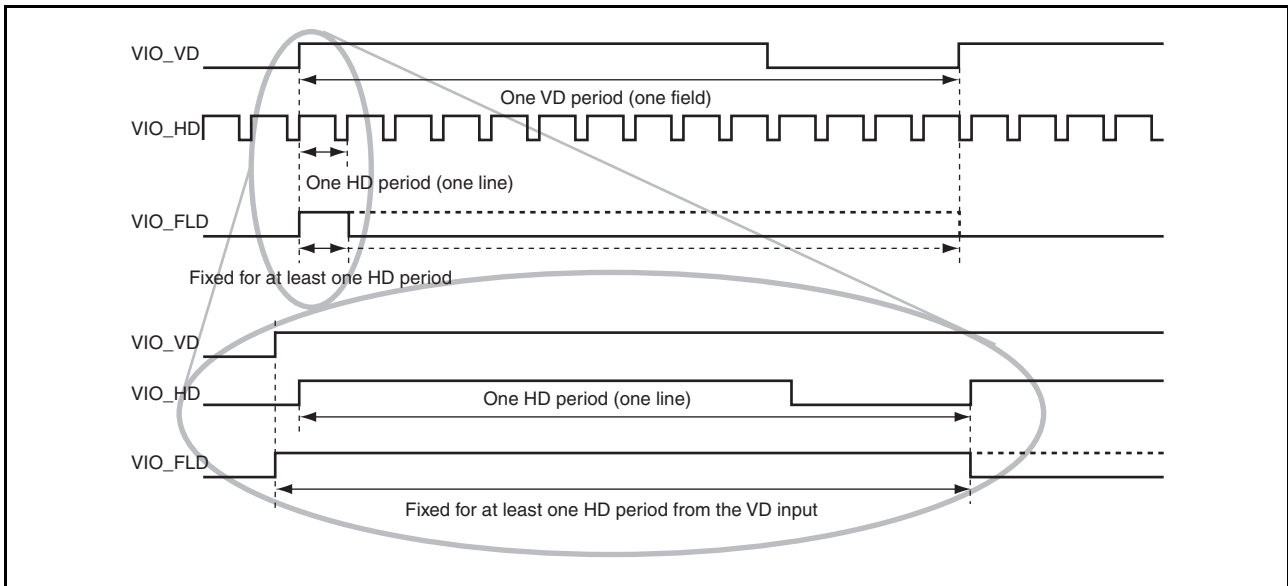 VIO_VD
One VD period (one field)
VIO_HD
One HD period (one line)
VIO_FLD
Fixed for at least one HD period
VIO_VD
VIO_HD
One HD period (one line)
VIO_FLD
Fixed for at least one HD period from the VD input